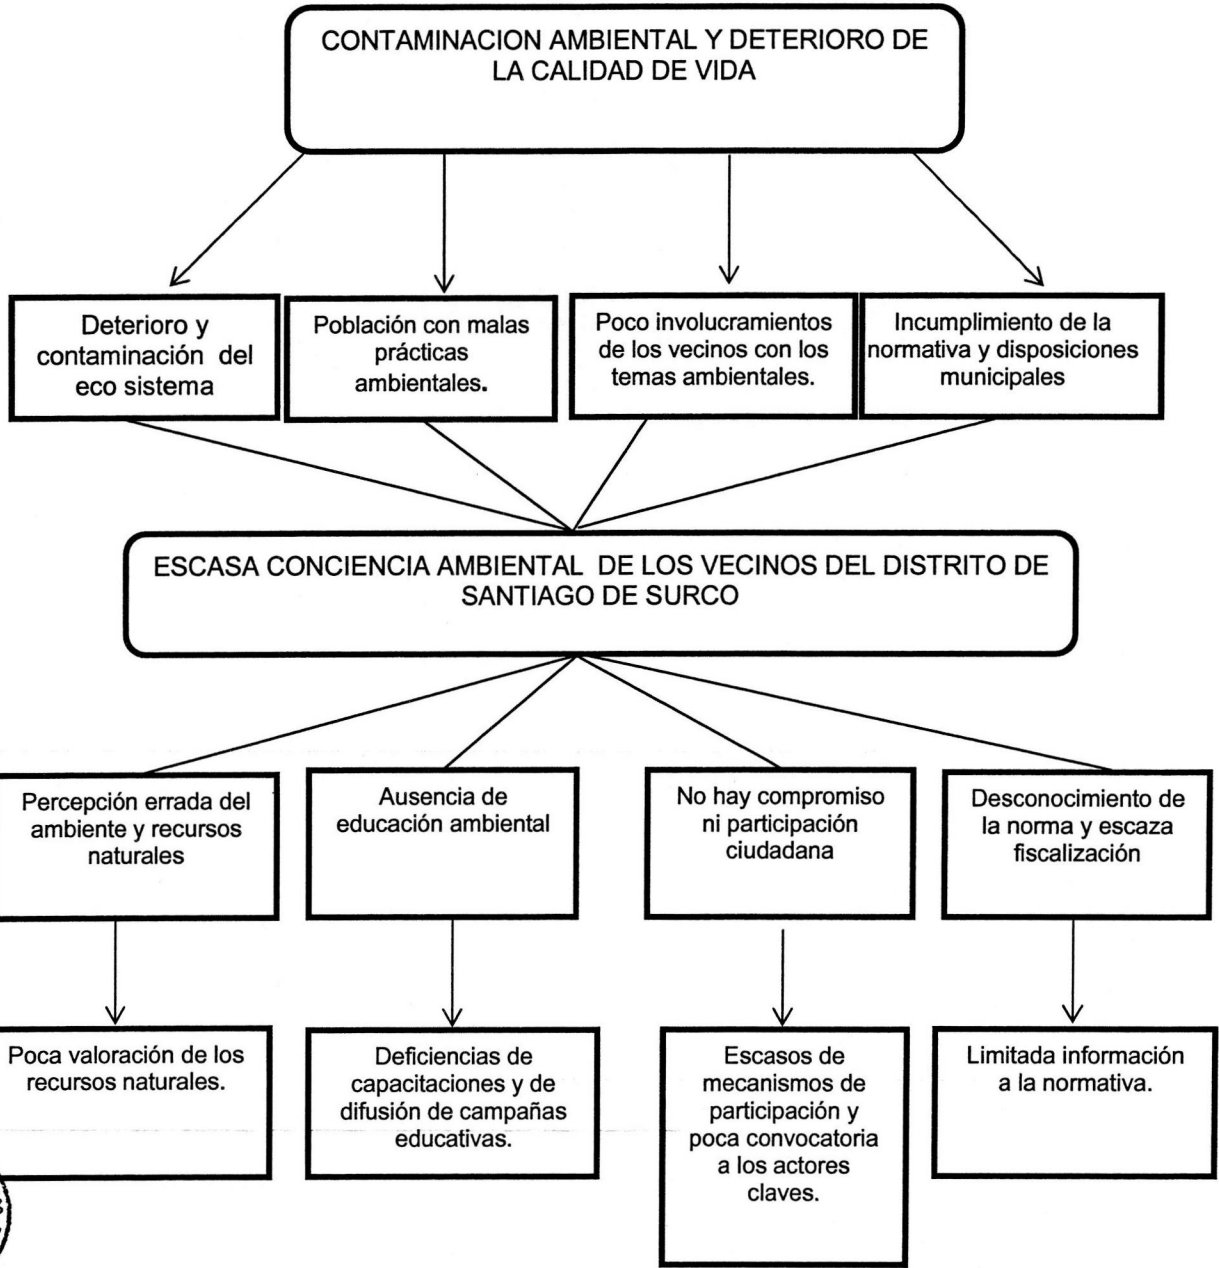 CONTAMINACION AMBIENTAL Y DETERIORO DE
LA CALIDAD DE VIDA
Deterioro y
contaminación del
eco sistema
Población con malas
prácticas
ambientales.
Poco involucramientos
de los vecinos con los
temas ambientales.
Incumplimiento de la
normativa y disposiciones
municipales
ESCASA CONCIENCIA AMBIENTAL DE LOS VECINOS DEL DISTRITO DE
SANTIAGO DE SURCO
Percepción errada del
ambiente y recursos
naturales
Ausencia de
educación ambiental
No hay compromiso
ni participación
ciudadana
Desconocimiento de
la norma y escaza
fiscalización
Poca valoración de los
recursos naturales.
Deficiencias de
capacitaciones y de
difusión de campañas
educativas.
Escasos de
mecanismos de
participación y
poca convocatoria
a los actores
claves.
Limitada información
a la normativa.